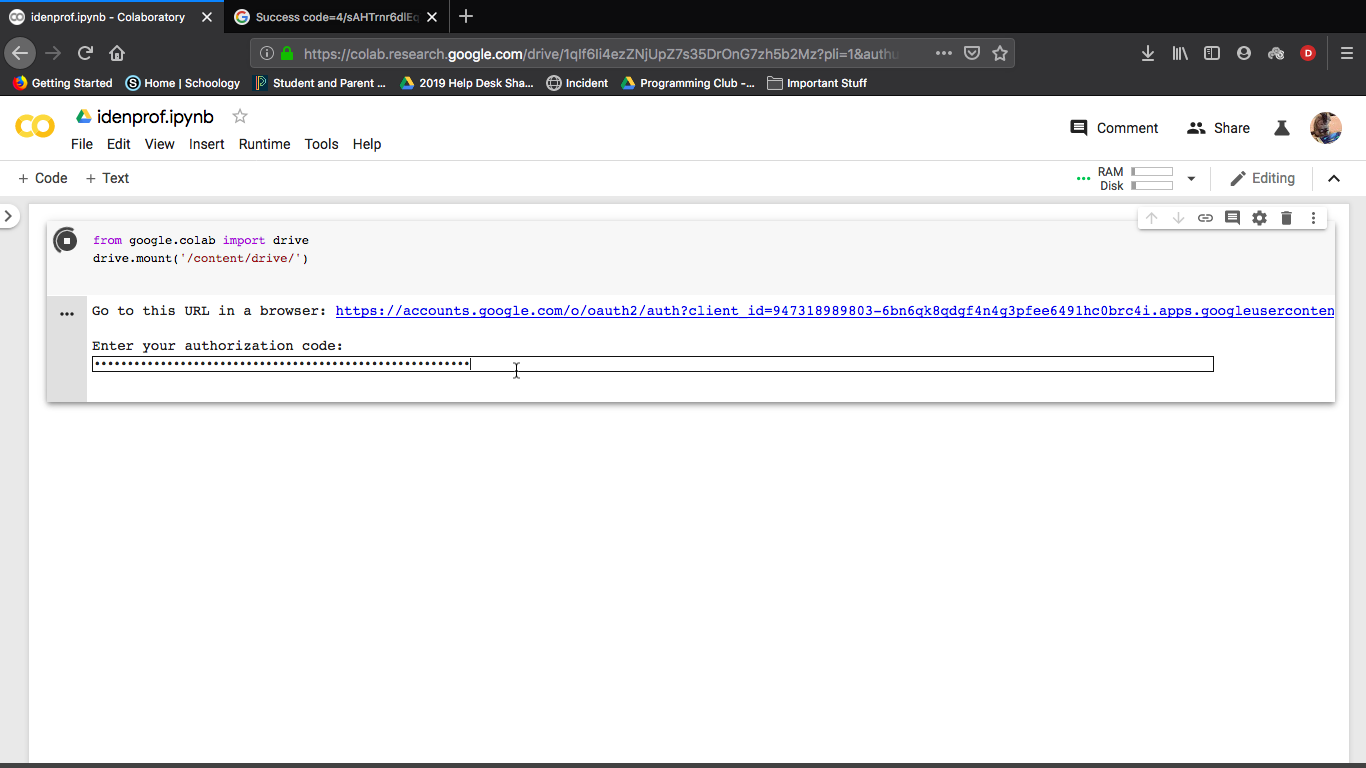 idenprof.ipynb - Colaboratory
Success code=4/sAHTrnr6dlEq
https://colab.research.google.com/drive/1qIf6li4ezZNjUpZ7s35DrOnG7zh5b2Mz?pli=1&authu
Getting Started Home | Schoology Student and Parent ... 2019 Help Desk Sha... Incident Programming Club -... Important Stuff
idenprof.ipynb
File Edit View Insert Runtime Tools Help
Comment Share
+ Code + Text
RAM
Disk
Editing
from google.colab import drive
drive.mount('/content/drive/')
Go to this URL in a browser: https://accounts.google.com/o/oauth2/auth?client_id=947318989803-6bn6qk8qdgf4n4g3pfee6491hc0brc4i.apps.googleuserconten
Enter your authorization code:
D